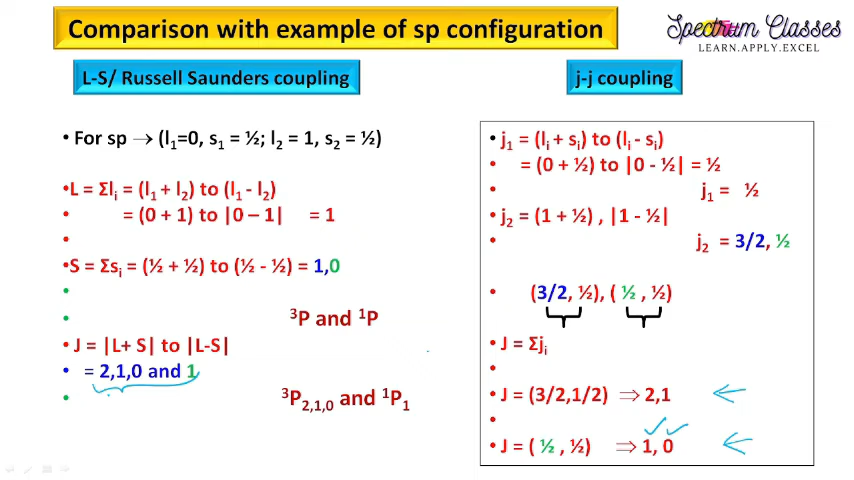 Comparison with example of sp configuration
Spectrum Classes
LEARN.APPLY.EXCEL
L-S/ Russell Saunders coupling
• For sp → (l₁=0, s₁ = ½; l₂ = 1, s₂ = ½)
•L = Σlᵢ = (l₁ + l₂) to (l₁ - l₂)
• = (0 + 1) to |0 – 1| = 1
•
•S = Σsᵢ = (½ + ½) to (½ - ½) = 1,0
•
• ³P and ¹P
•J = |L+ S| to |L-S|
• = 2,1,0 and 1
• ³P₂,₁,₀ and ¹P₁
j-j coupling
• j₁ = (lᵢ + sᵢ) to (lᵢ - sᵢ)
• = (0 + ½) to |0 - ½| = ½
• j₁ = ½
• j₂ = (1 + ½) , |1 - ½|
• j₂ = 3/2, ½
• (3/2, ½), ( ½ , ½)
• J = Σjᵢ
•
• J = (3/2,1/2) ⇒ 2,1
•
• J = ( ½ , ½) ⇒ 1, 0